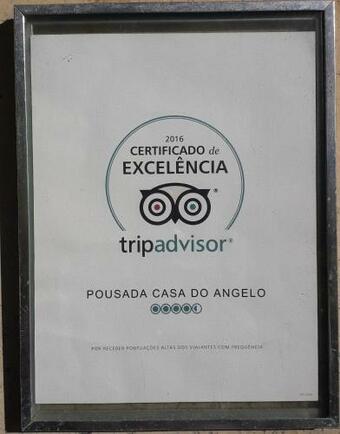 2016
CERTIFICADO de
EXCELÊNCIA
®
tripadvisor®
POUSADA CASA DO ANGELO
POR RECEBER PONTUAÇÕES ALTAS DOS VIAJANTES COM FREQUÊNCIA